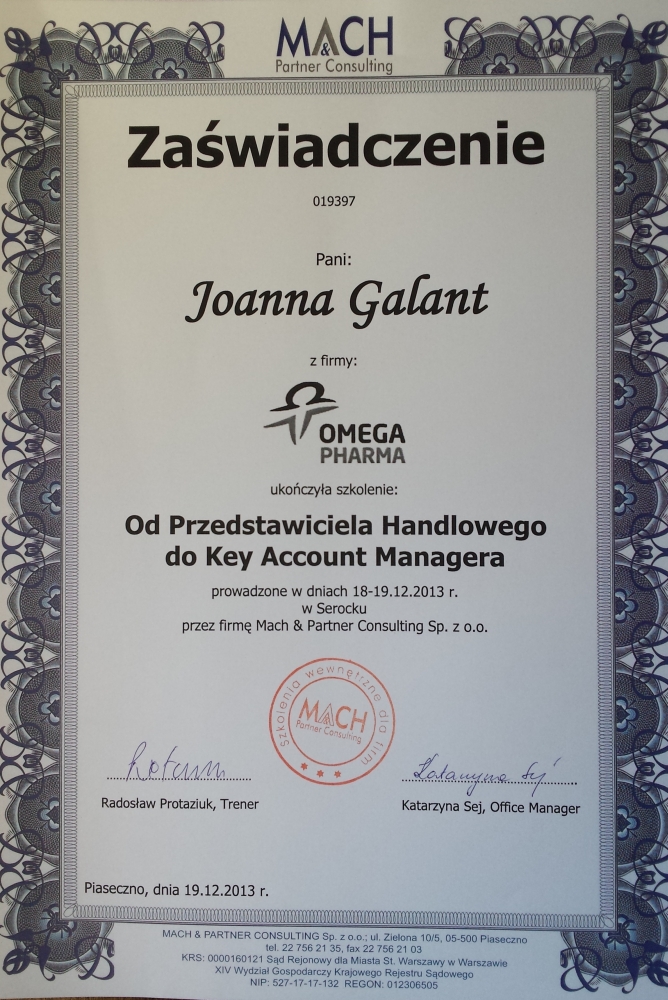 MACH
&
Partner Consulting
Zaświadczenie
019397
Pani:
Joanna Galant
z firmy:
OMEGA
PHARMA
ukończyła szkolenie:
Od Przedstawiciela Handlowego
do Key Account Managera
prowadzone w dniach 18-19.12.2013 r.
w Serocku
przez firmę Mach & Partner Consulting Sp. z o.o.
Szkolenia wewnętrzne dla firm
MACH
Partner Consulting
Katarzyna Sej
Radosław Protaziuk, Trener
Katarzyna Sej, Office Manager
Piaseczno, dnia 19.12.2013 r.
MACH & PARTNER CONSULTING Sp. z o.o.; ul. Zielona 10/5, 05-500 Piaseczno
tel. 22 756 21 35, fax 22 756 21 03
KRS: 0000160121 Sąd Rejonowy dla Miasta St. Warszawy w Warszawie
XIV Wydział Gospodarczy Krajowego Rejestru Sądowego
NIP: 527-17-17-132 REGON: 012306505